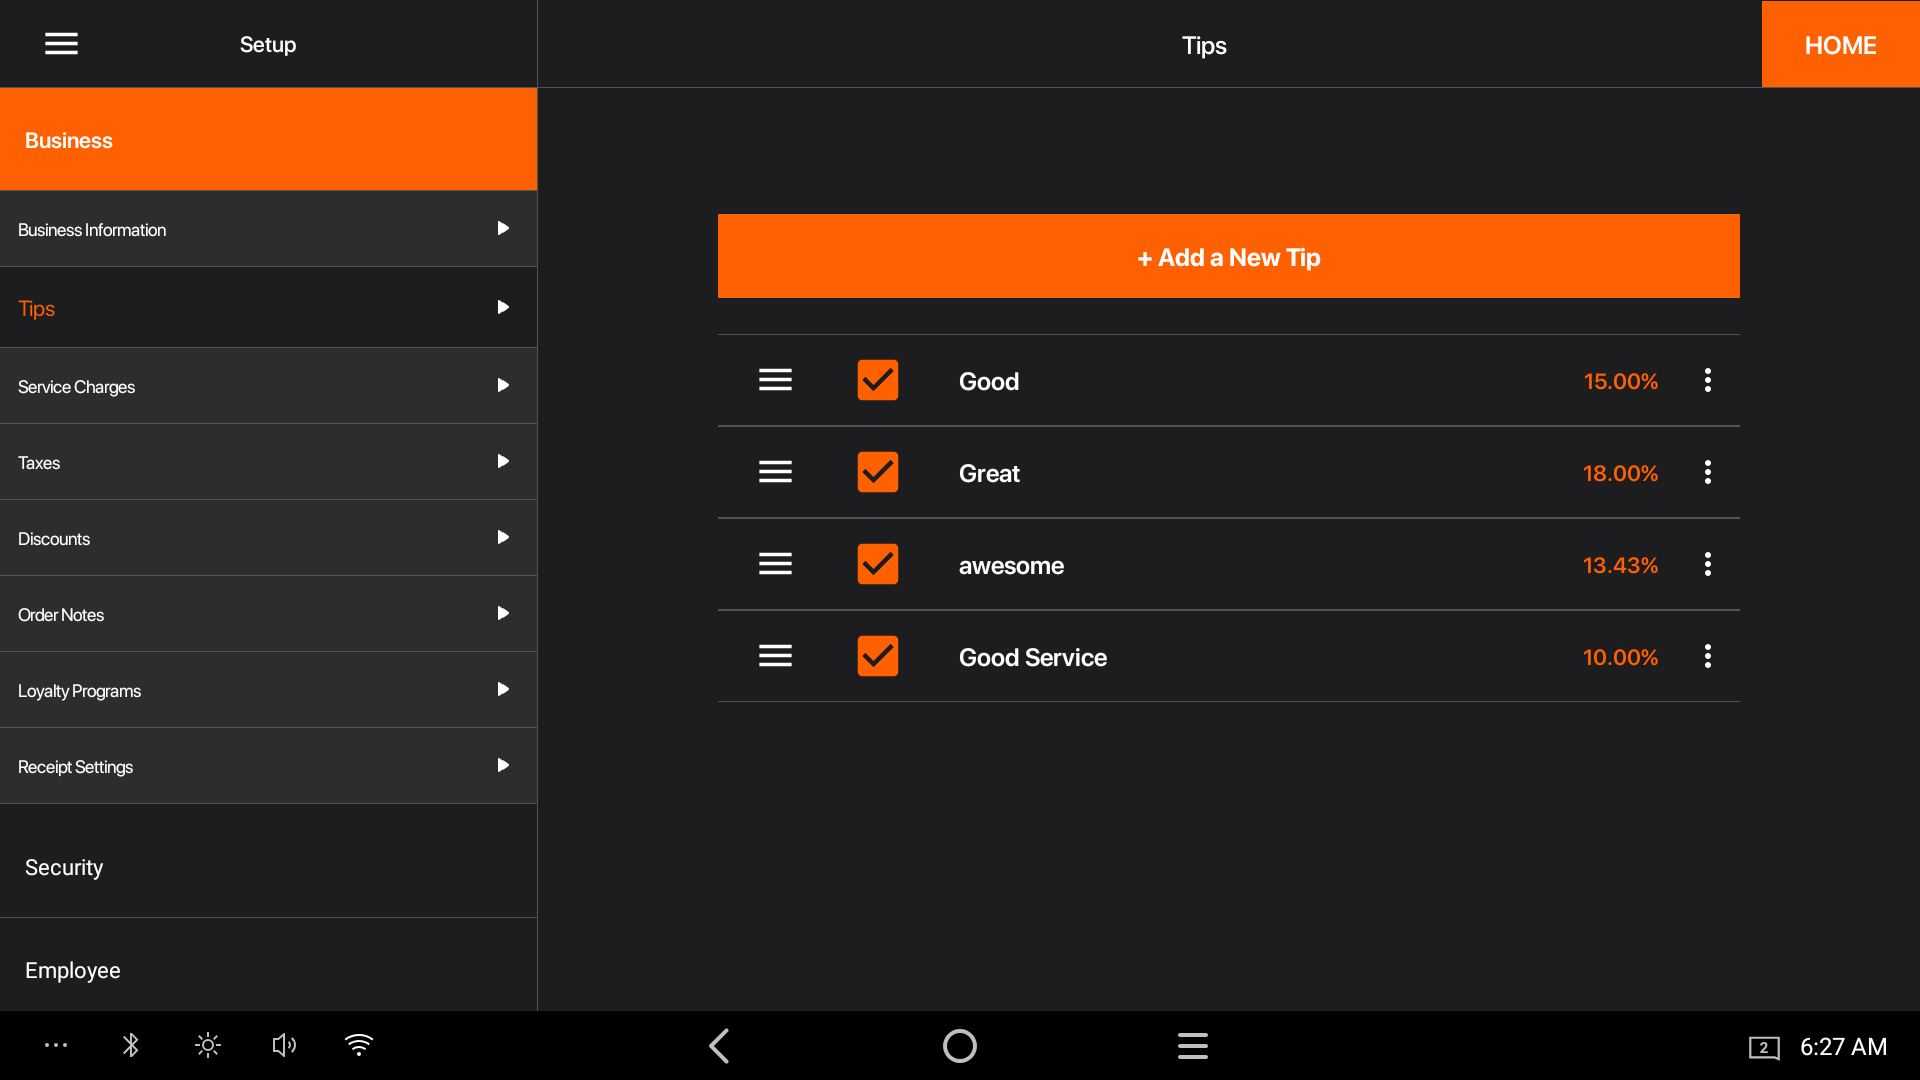 Setup
Tips
HOME
Business
Business Information
Tips
Service Charges
Taxes
Discounts
Order Notes
Loyalty Programs
Receipt Settings
Security
Employee
+ Add a New Tip
Good 15.00%
Great 18.00%
awesome 13.43%
Good Service 10.00%
2 6:27 AM